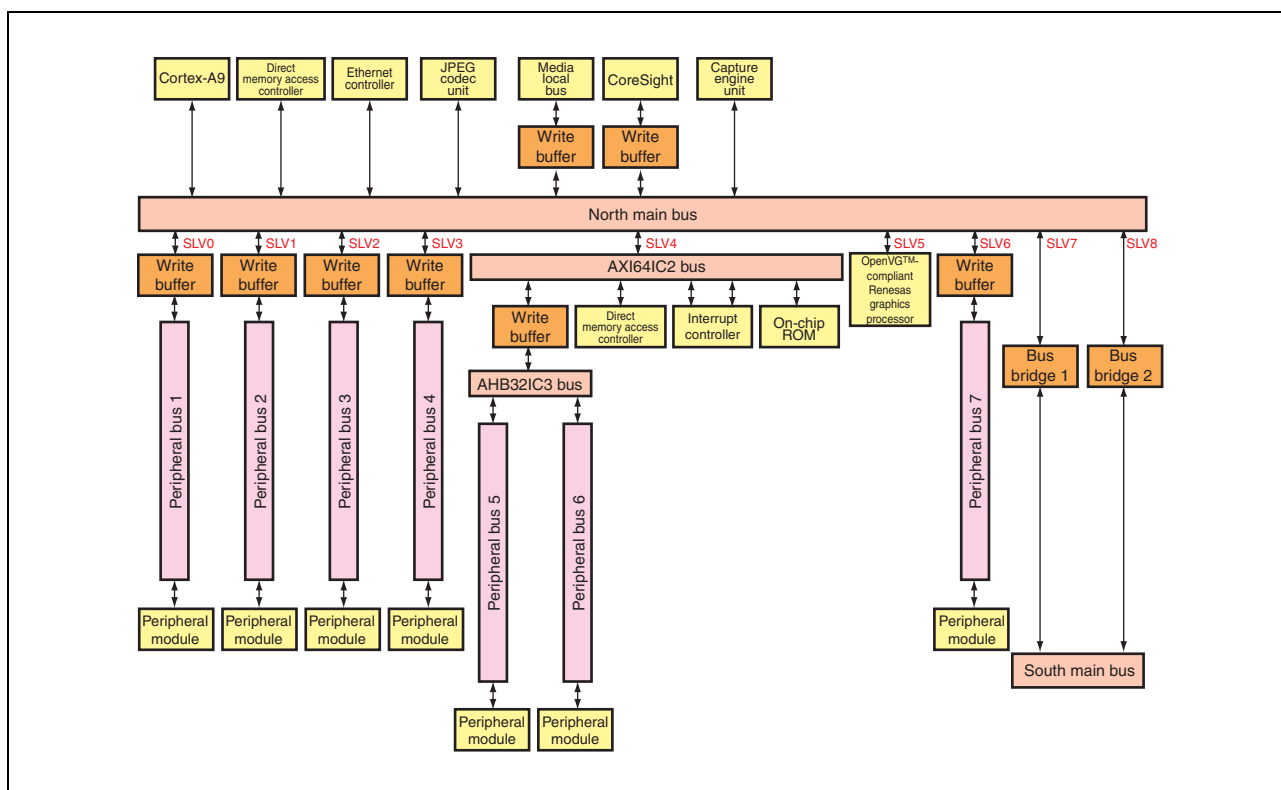 Cortex-A9
Direct
memory access
controller
Ethernet
controller
JPEG
codec
unit
Media
local
bus
CoreSight
Capture
engine
unit
Write
buffer
Write
buffer
North main bus
SLV0
SLV1
SLV2
SLV3
SLV4
SLV5
SLV6
SLV7
SLV8
Write
buffer
Write
buffer
Write
buffer
Write
buffer
AXI64IC2 bus
OpenVG™-
compliant
Renesas
graphics
processor
Write
buffer
Write
buffer
Direct
memory access
controller
Interrupt
controller
On-chip
ROM
Bus
bridge 1
Bus
bridge 2
AHB32IC3 bus
Peripheral bus 1
Peripheral bus 2
Peripheral bus 3
Peripheral bus 4
Peripheral bus 5
Peripheral bus 6
Peripheral bus 7
Peripheral
module
Peripheral
module
Peripheral
module
Peripheral
module
Peripheral
module
South main bus
Peripheral
module
Peripheral
module